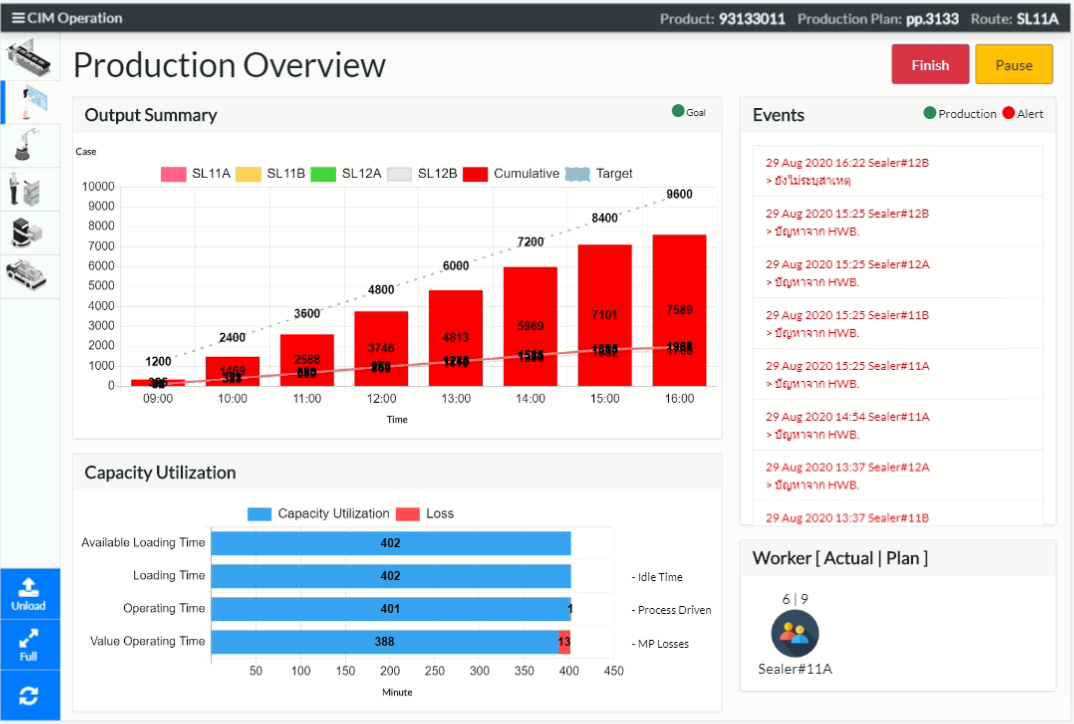 CIM Operation
Product: 93133011 Production Plan: pp.3133 Route: SL11A
Production Overview
Finish
Pause
Output Summary
Goal
Case
SL11A SL11B SL12A SL12B Cumulative Target
10000
9000
8000
7000
6000
5000
4000
3000
2000
1000
0
1200
2400
3600
4800
6000
7200
8400
9600
1469
2588
3746
4813
5969
7101
7589
09:00 10:00 11:00 12:00 13:00 14:00 15:00 16:00
Time
Capacity Utilization
Capacity Utilization Loss
Available Loading Time 402
Loading Time 402 - Idle Time
Operating Time 401 1 - Process Driven
Value Operating Time 388 13 - MP Losses
50 100 150 200 250 300 350 400 450
Minute
Events
Production Alert
29 Aug 2020 16:22 Sealer#12B
> ยังไม่ระบุสาเหตุ
29 Aug 2020 15:25 Sealer#12B
> ปัญหาจาก HWB.
29 Aug 2020 15:25 Sealer#12A
> ปัญหาจาก HWB.
29 Aug 2020 15:25 Sealer#11B
> ปัญหาจาก HWB.
29 Aug 2020 15:25 Sealer#11A
> ปัญหาจาก HWB.
29 Aug 2020 14:54 Sealer#11A
> ปัญหาจาก HWB.
29 Aug 2020 13:37 Sealer#12A
> ปัญหาจาก HWB.
29 Aug 2020 13:37 Sealer#11B
Worker [ Actual | Plan ]
6 | 9
Sealer#11A
Unload
Full